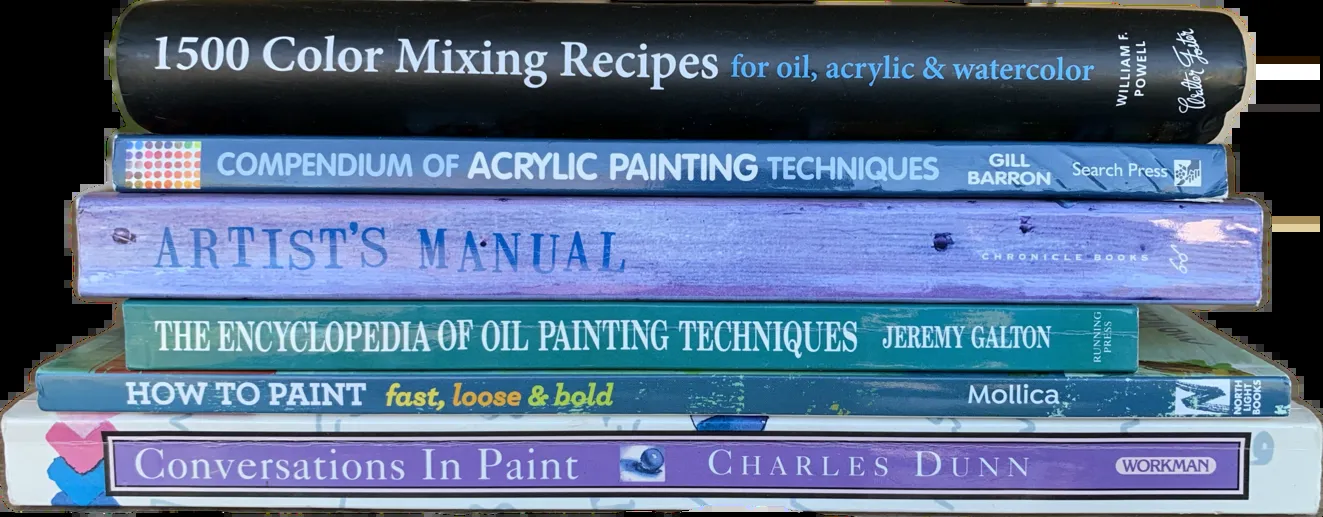 1500 Color Mixing Recipes for oil, acrylic & watercolor
WILLIAM F.
POWELL
Walter Foster
COMPENDIUM OF ACRYLIC PAINTING TECHNIQUES
GILL
BARRON
Search Press
ARTIST'S MANUAL
CHRONICLE BOOKS
THE ENCYCLOPEDIA OF OIL PAINTING TECHNIQUES
JEREMY GALTON
RUNNING
PRESS
HOW TO PAINT fast, loose & bold
Mollica
NORTH
LIGHT
BOOKS
Conversations In Paint
CHARLES DUNN
WORKMAN